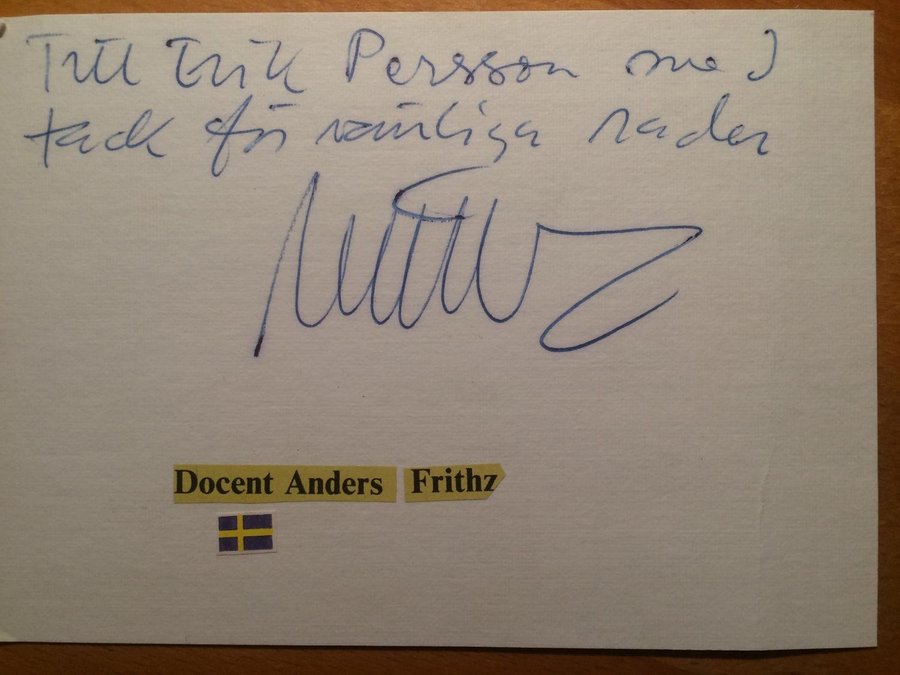 Till Erik Persson med
tack för vänliga rader
Docent Anders Frithz